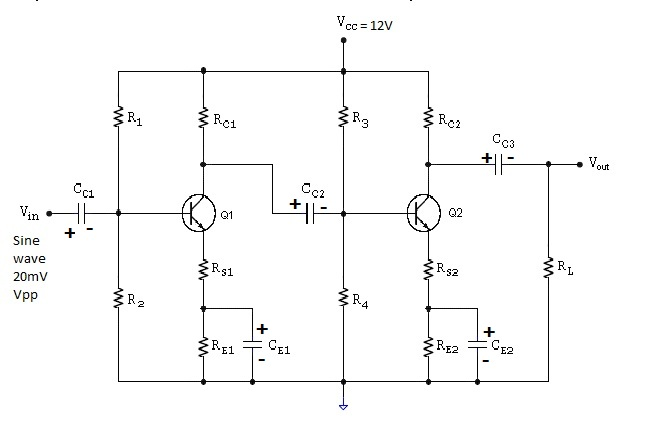 VCC = 12V
R1
RC1
R3
RC2
CC3
+ -
Vout
CC1
CC2
Vin
+ -
Q1
+ -
Q2
Sine
wave
20mV
Vpp
RS1
RS2
RL
R2
R4
+
+
RE1
CE1
RE2
CE2
-
-